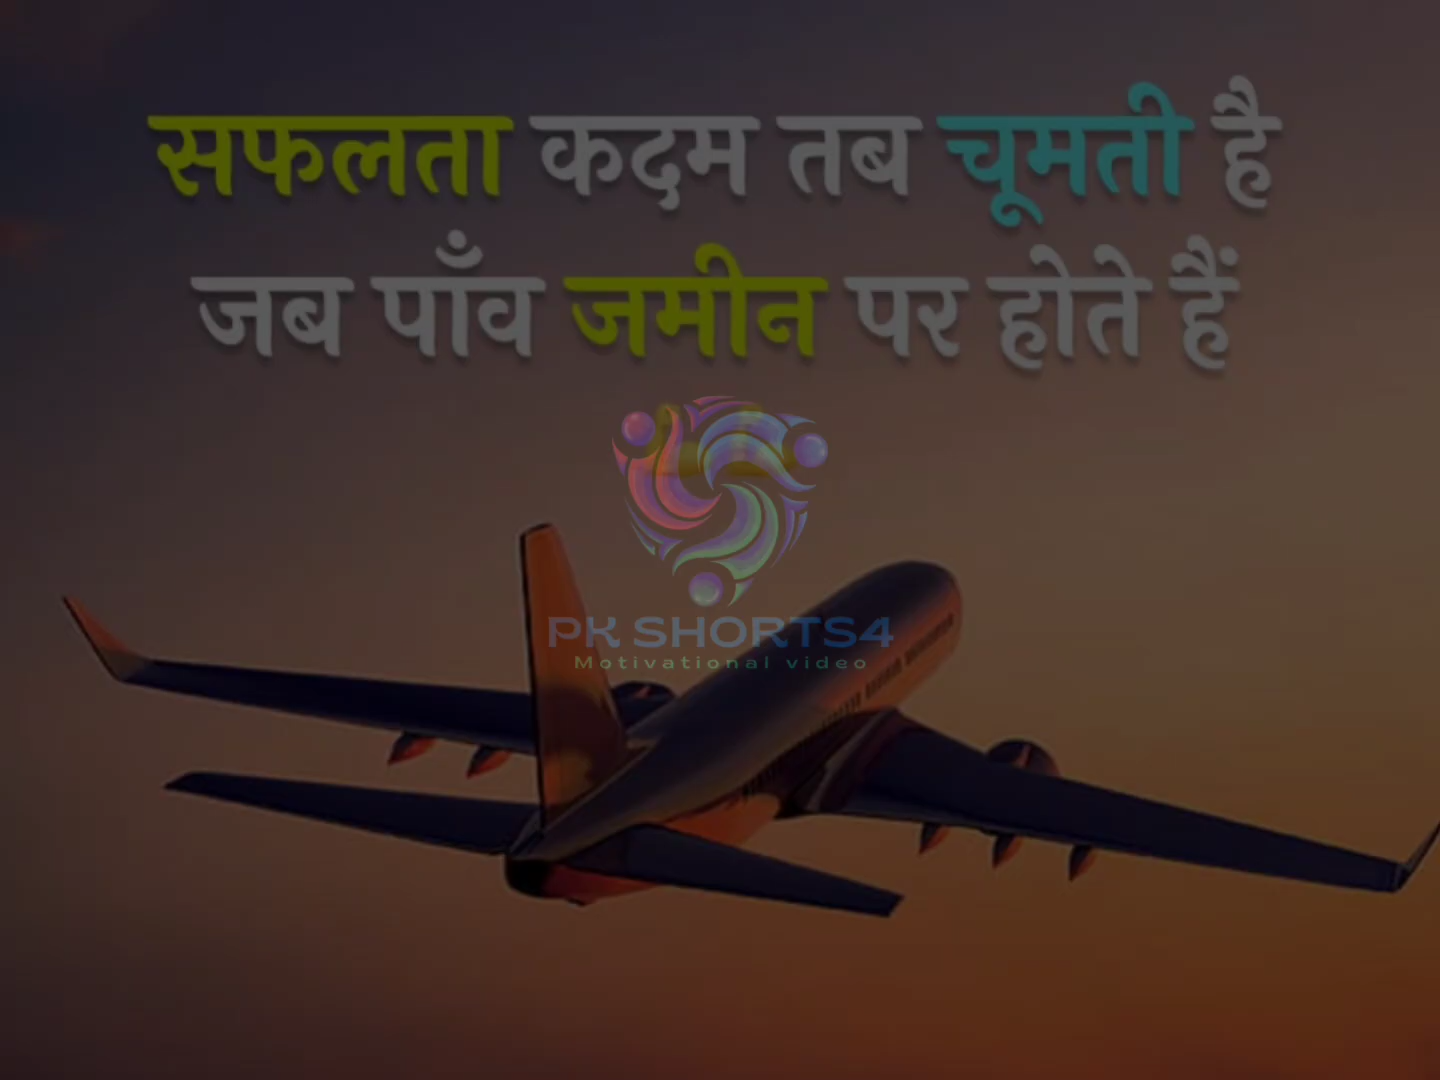 सफलता कदम तब चूमती है
जब पाँव जमीन पर होते हैं
PK SHORTS4
Motivational video